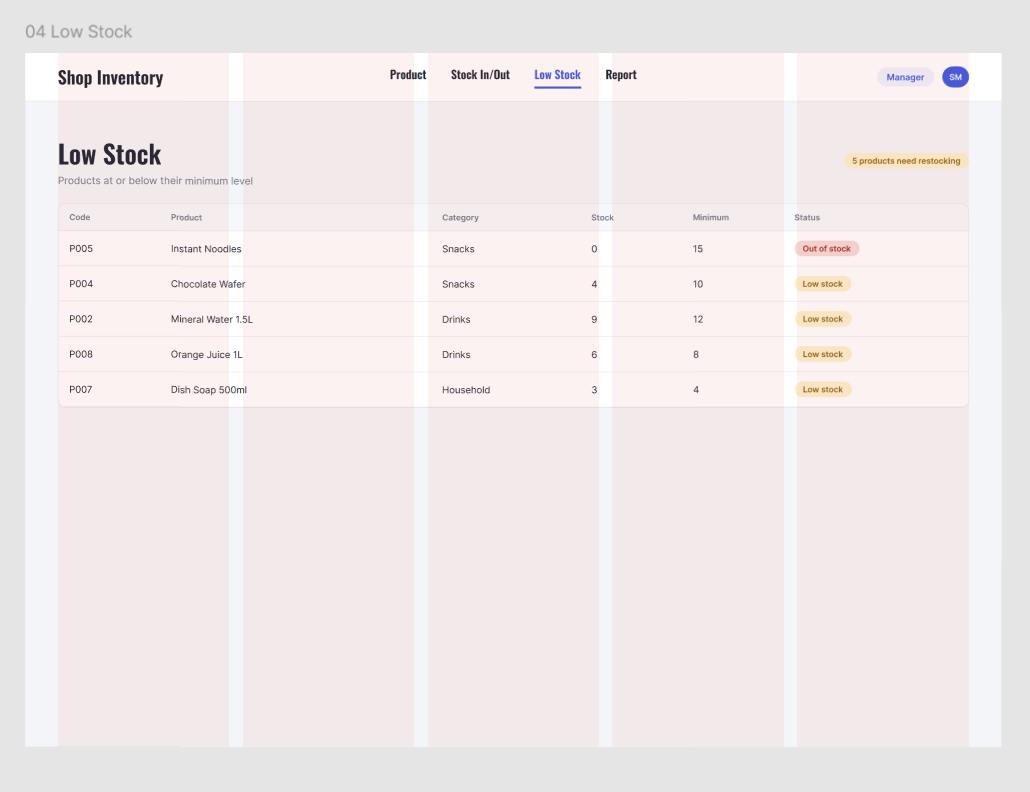 04 Low Stock
Shop Inventory Product Stock In/Out Low Stock Report Manager SM
Low Stock
5 products need restocking
Products at or below their minimum level
Code Product Category Stock Minimum Status
P005 Instant Noodles Snacks 0 15 Out of stock
P004 Chocolate Wafer Snacks 4 10 Low stock
P002 Mineral Water 1.5L Drinks 9 12 Low stock
P008 Orange Juice 1L Drinks 6 8 Low stock
P007 Dish Soap 500ml Household 3 4 Low stock